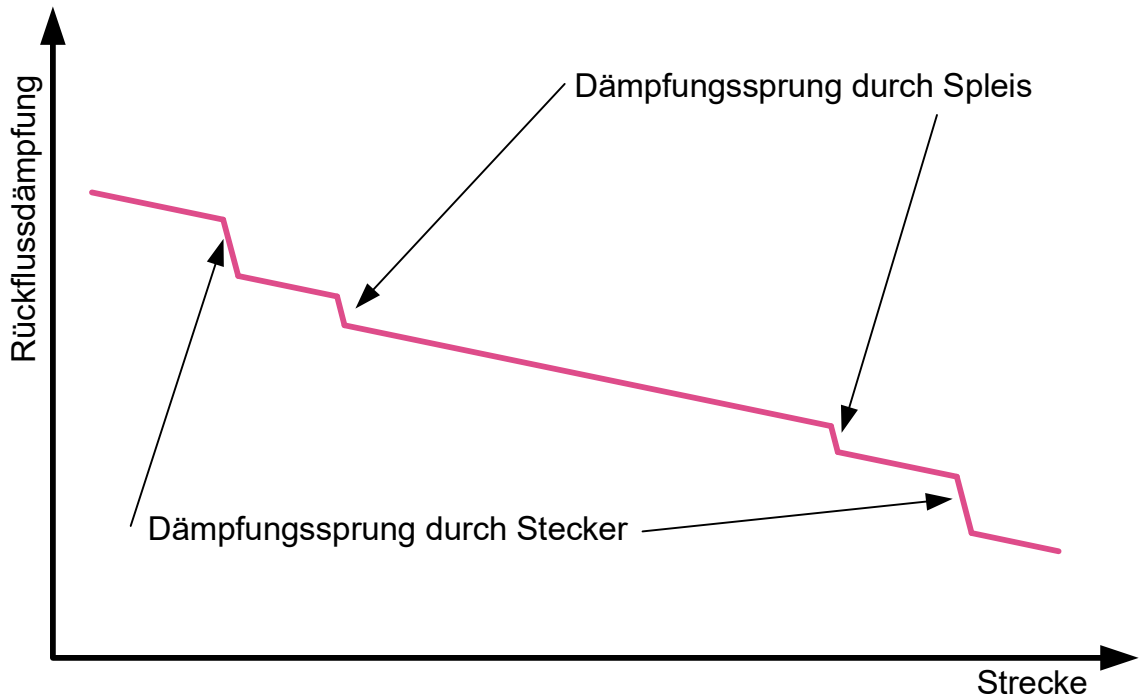 Rückflussdämpfung
Dämpfungssprung durch Spleis
Dämpfungssprung durch Stecker
Strecke